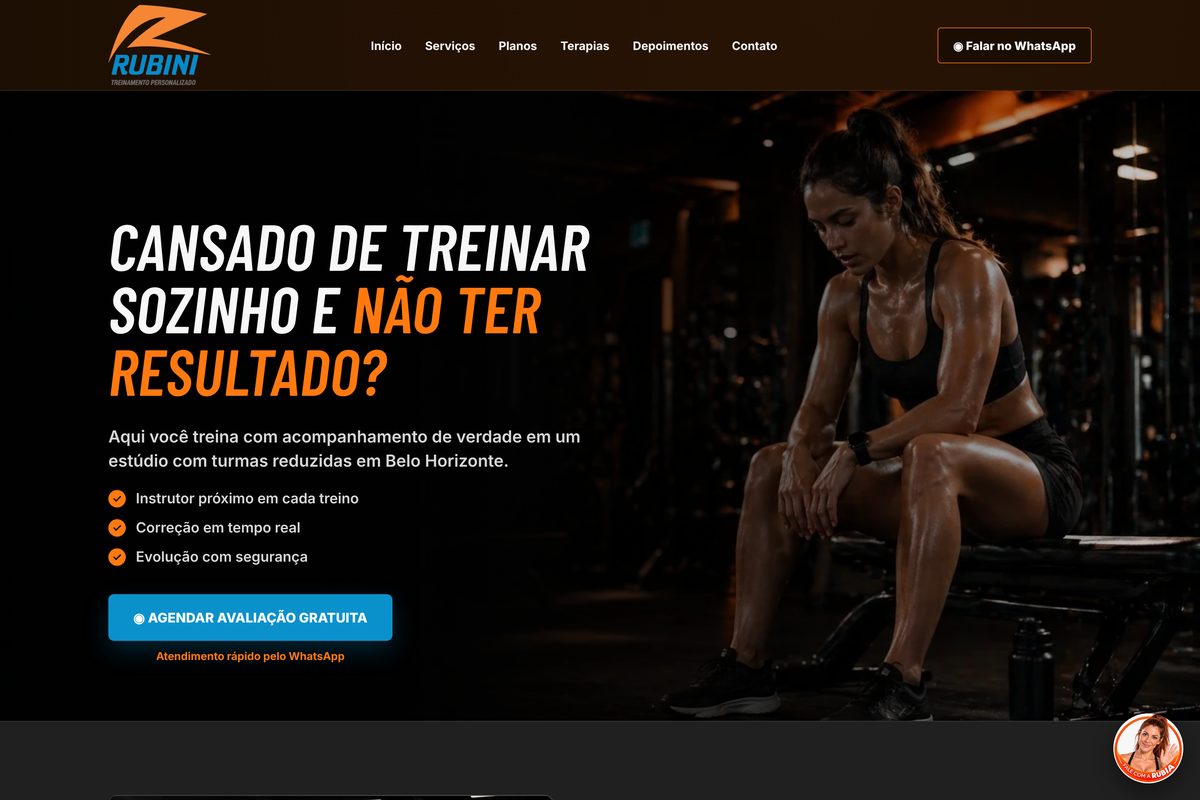 RUBINI
TREINAMENTO PERSONALIZADO
Início
Serviços
Planos
Terapias
Depoimentos
Contato
Falar no WhatsApp
CANSADO DE TREINAR
SOZINHO E NÃO TER
RESULTADO?
Aqui você treina com acompanhamento de verdade em um
estúdio com turmas reduzidas em Belo Horizonte.
Instrutor próximo em cada treino
Correção em tempo real
Evolução com segurança
AGENDAR AVALIAÇÃO GRATUITA
Atendimento rápido pelo WhatsApp
FALE COM A RUBIA